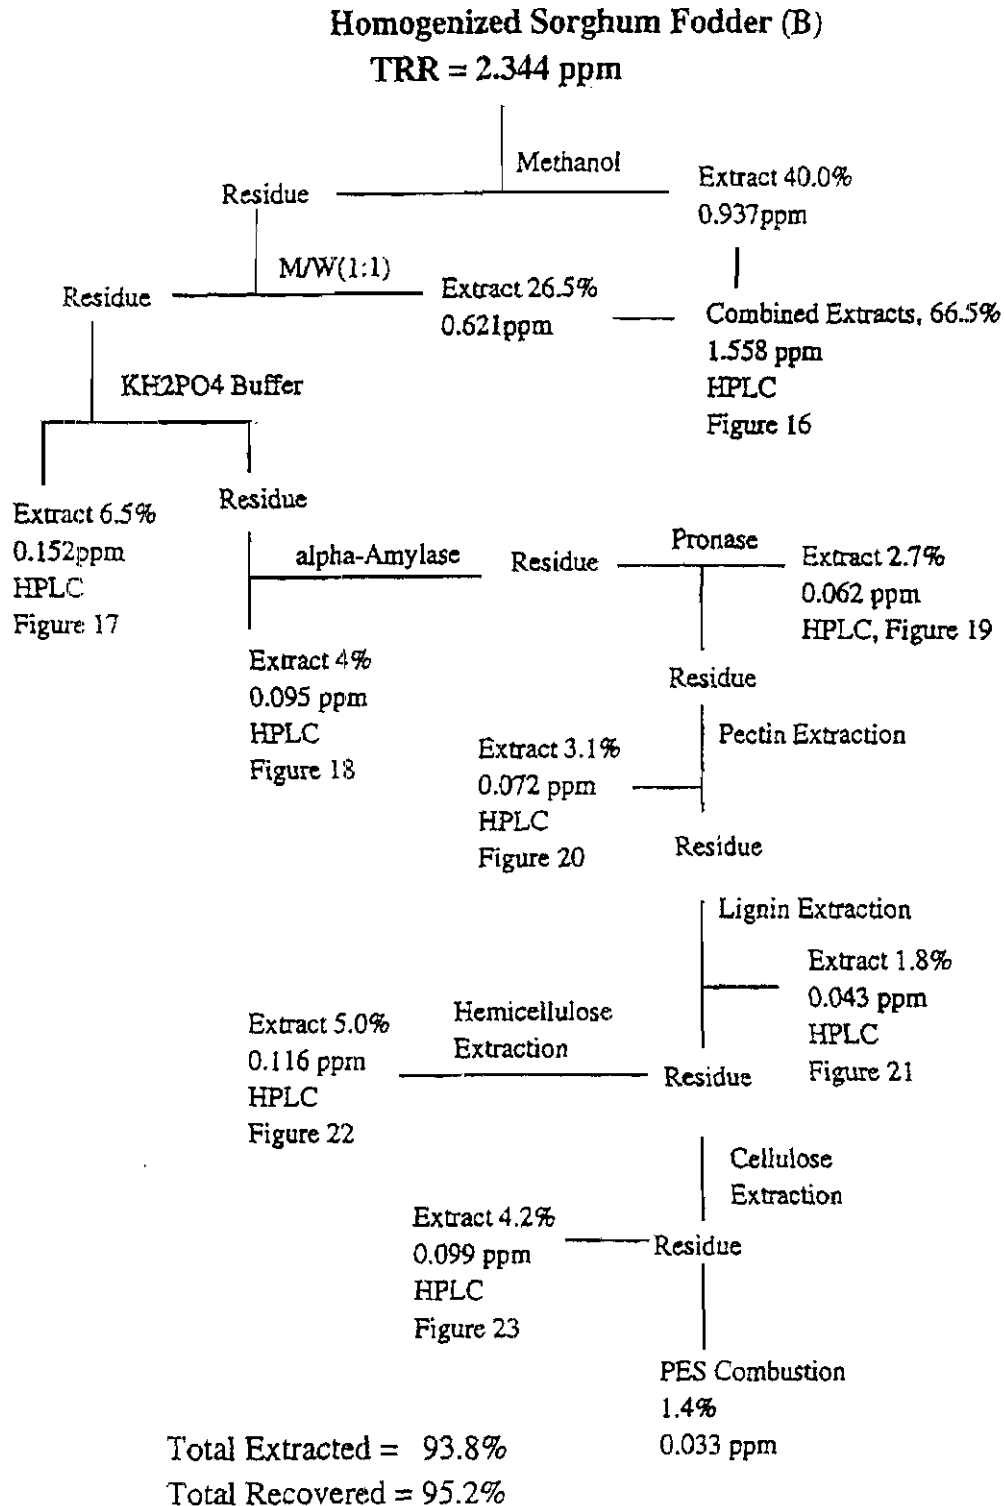 Homogenized Sorghum Fodder (B)
TRR = 2.344 ppm
Methanol
Residue
Extract 40.0%
0.937ppm
M/W(1:1)
Residue
Extract 26.5%
0.621ppm
Combined Extracts, 66.5%
1.558 ppm
HPLC
Figure 16
KH2PO4 Buffer
Extract 6.5%
0.152ppm
HPLC
Figure 17
Residue
alpha-Amylase
Residue
Pronase
Extract 2.7%
0.062 ppm
HPLC, Figure 19
Extract 4%
0.095 ppm
HPLC
Figure 18
Residue
Pectin Extraction
Extract 3.1%
0.072 ppm
HPLC
Figure 20
Residue
Lignin Extraction
Extract 1.8%
0.043 ppm
HPLC
Figure 21
Hemicellulose
Extraction
Extract 5.0%
0.116 ppm
HPLC
Figure 22
Residue
Cellulose
Extraction
Extract 4.2%
0.099 ppm
HPLC
Figure 23
Residue
PES Combustion
1.4%
0.033 ppm
Total Extracted = 93.8%
Total Recovered = 95.2%